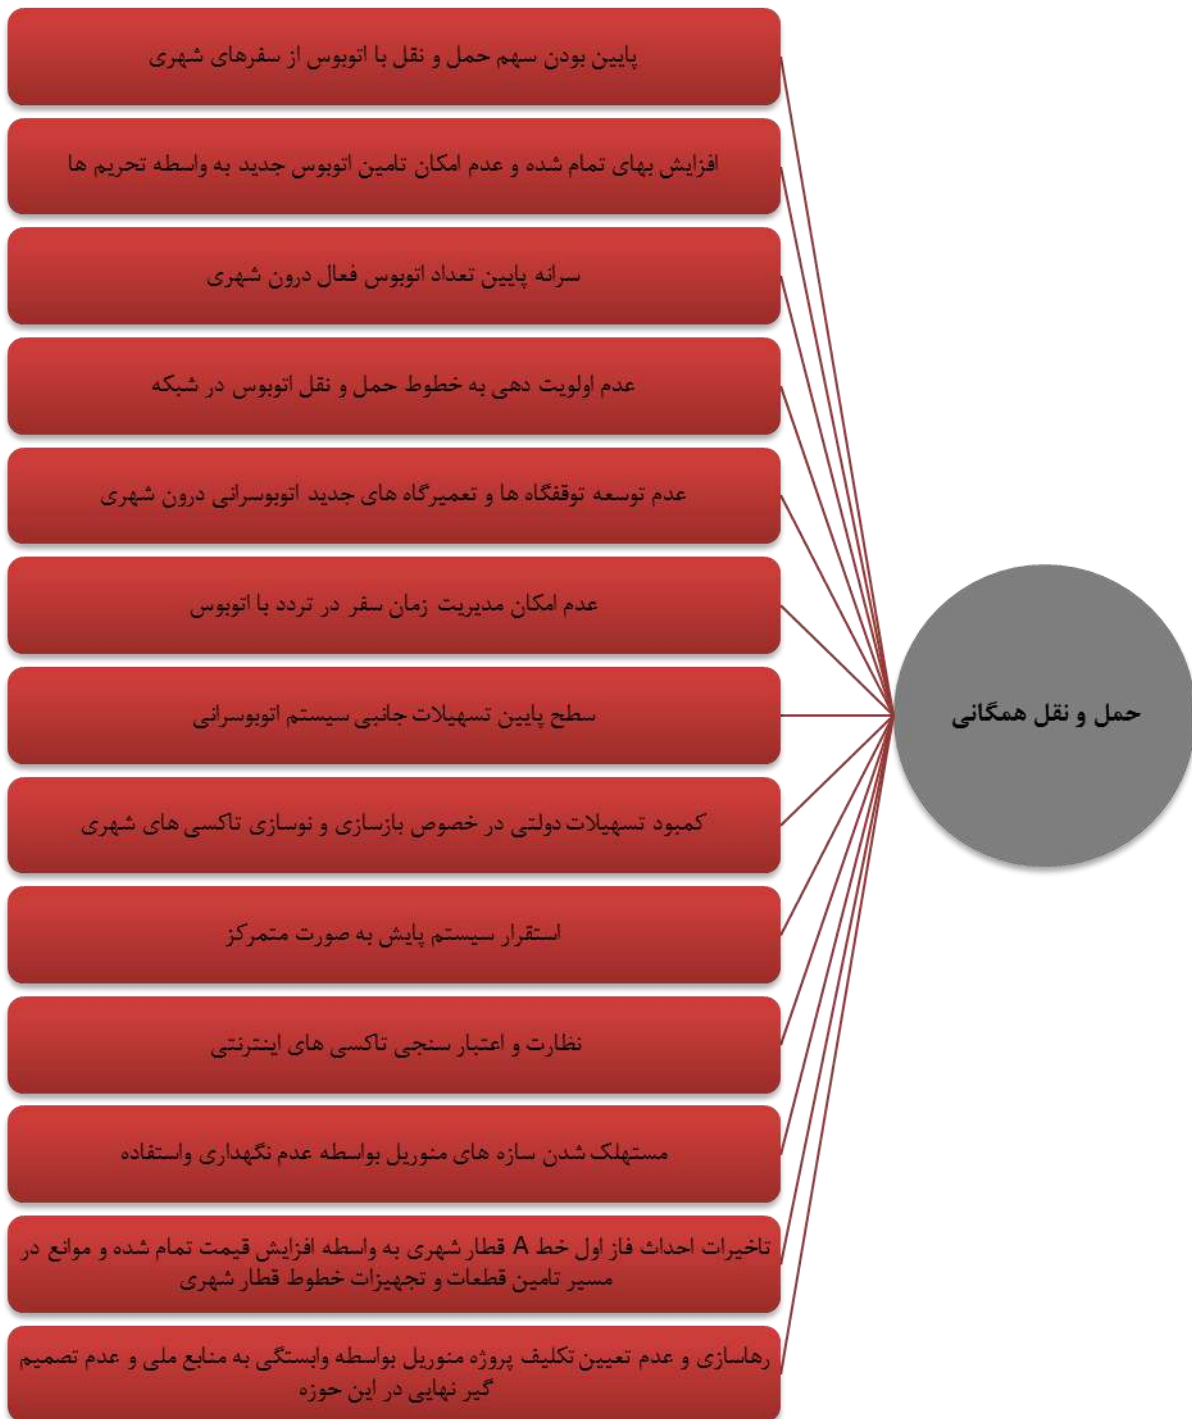 پایین بودن سهم حمل و نقل با اتوبوس از سفرهای شهری
افزایش بهای تمام شده و عدم امکان تامین اتوبوس جدید به واسطه تحریم ها
سرانه پایین تعداد اتوبوس فعال درون شهری
عدم اولویت دهی به خطوط حمل و نقل اتوبوس در شبکه
عدم توسعه توقفگاه ها و تعمیرگاه های جدید اتوبوسرانی درون شهری
عدم امکان مدیریت زمان سفر در تردد با اتوبوس
سطح پایین تسهیلات جانبی سیستم اتوبوسرانی
حمل و نقل همگانی
کمبود تسهیلات دولتی در خصوص بازسازی و نوسازی تاکسی های شهری
استقرار سیستم پایش به صورت متمرکز
نظارت و اعتبار سنجی تاکسی های اینترنتی
مستهلک شدن سازه های منوریل بواسطه عدم نگهداری واستفاده
تاخیرات احداث فاز اول خط A قطار شهری به واسطه افزایش قیمت تمام شده و موانع در
مسیر تامین قطعات و تجهیزات خطوط قطار شهری
رهاسازی و عدم تعیین تکلیف پروژه منوریل بواسطه وابستگی به منابع ملی و عدم تصمیم
گیر نهایی در این حوزه